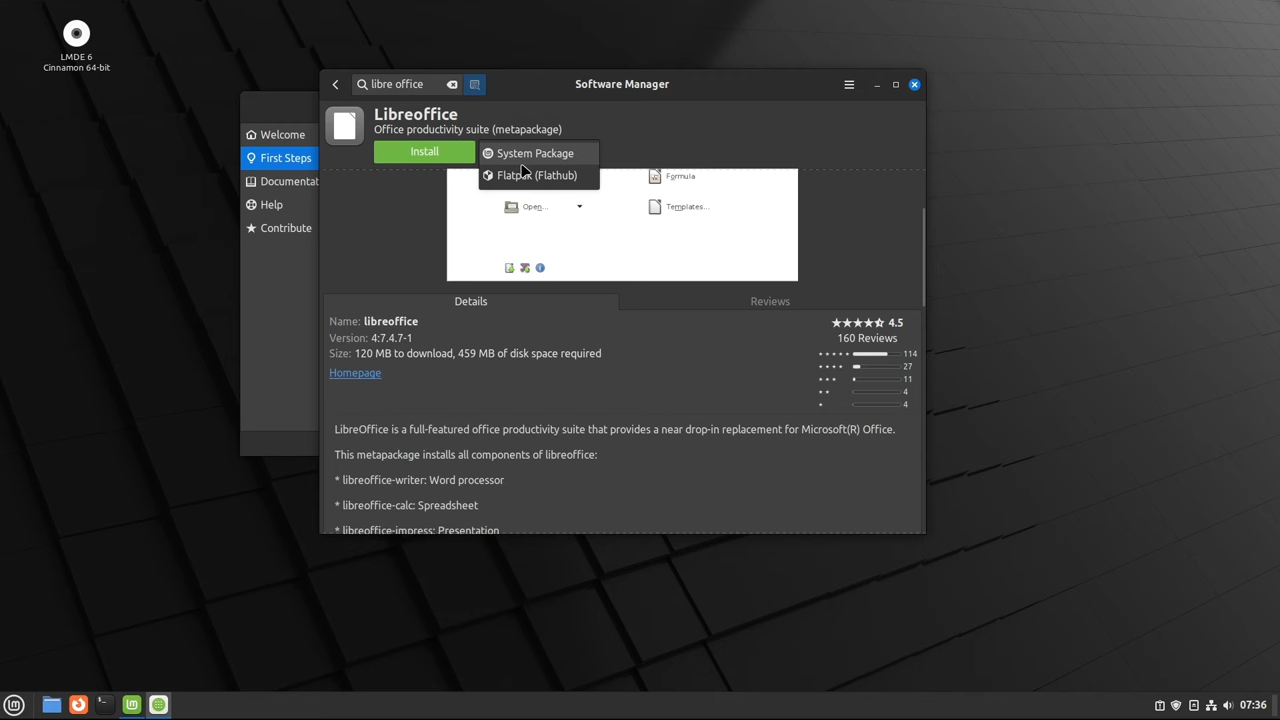 LMDE 6
Cinnamon 64-bit
libre office
Software Manager
Libreoffice
Office productivity suite (metapackage)
Install
System Package
(Flathub)
Welcome
First Steps
Documentat
Help
Contribute
Formula
Open...
Templates...
Details
Reviews
Name: libreoffice
Version: 4:7.4.7-1
Size: 120 MB to download, 459 MB of disk space required
Homepage
4.5
160 Reviews
114
27
11
4
4
LibreOffice is a full-featured office productivity suite that provides a near drop-in replacement for Microsoft(R) Office.
This metapackage installs all components of libreoffice:
* libreoffice-writer: Word processor
* libreoffice-calc: Spreadsheet
* libreoffice-impress: Presentation
07:36